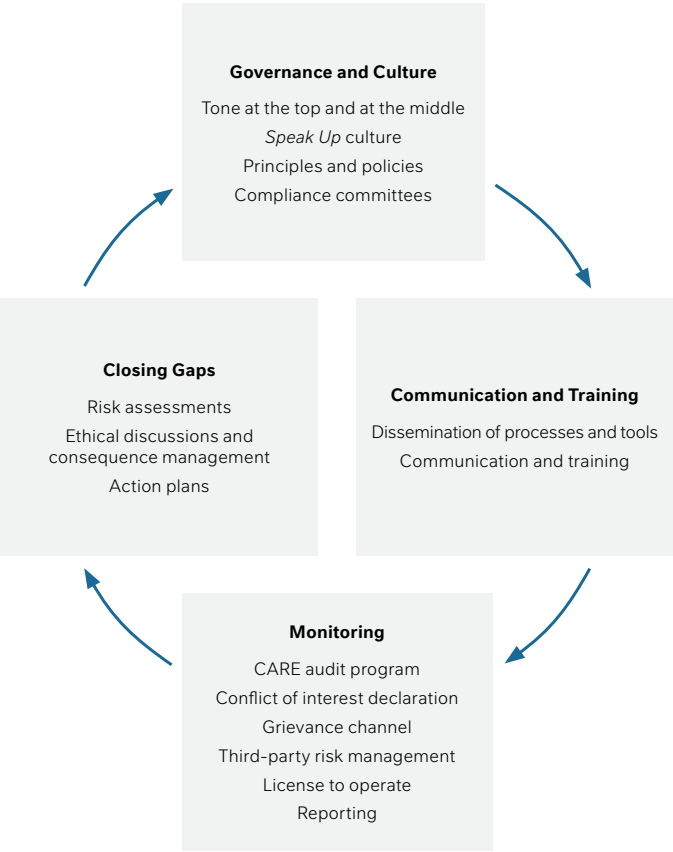 Governance and Culture
Tone at the top and at the middle
Speak Up culture
Principles and policies
Compliance committees
Closing Gaps
Risk assessments
Ethical discussions and
consequence management
Action plans
Communication and Training
Dissemination of processes and tools
Communication and training
Monitoring
CARE audit program
Conflict of interest declaration
Grievance channel
Third-party risk management
License to operate
Reporting